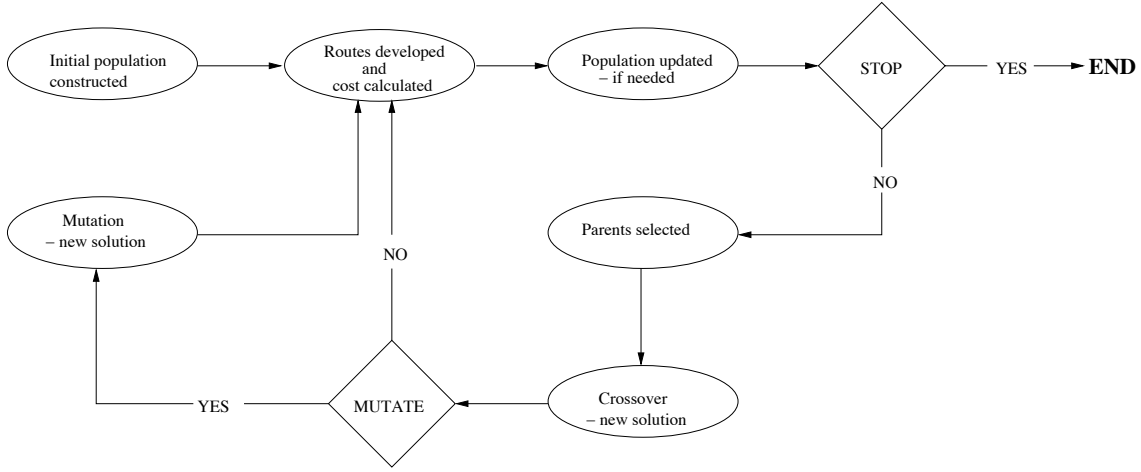 Initial population
constructed
Routes developed
and
cost calculated
Population updated
– if needed
STOP
YES
END
NO
Mutation
– new solution
Parents selected
NO
YES
MUTATE
Crossover
– new solution